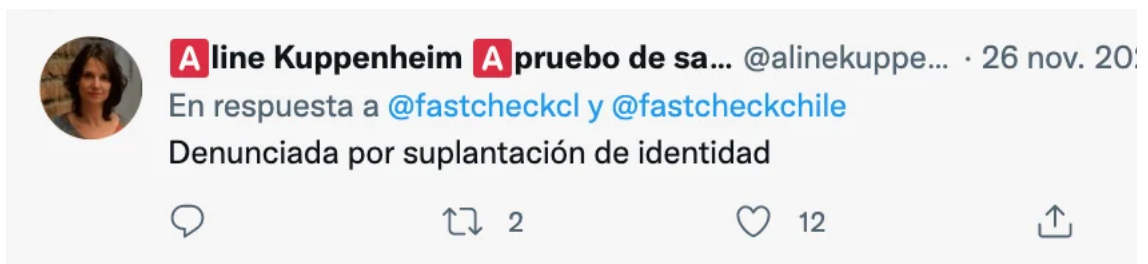 🅰️line Kuppenheim 🅰️pruebo de sa... @alinekuppe... · 26 nov. 20
En respuesta a @fastcheckcl y @fastcheckchile
Denunciada por suplantación de identidad
2 12